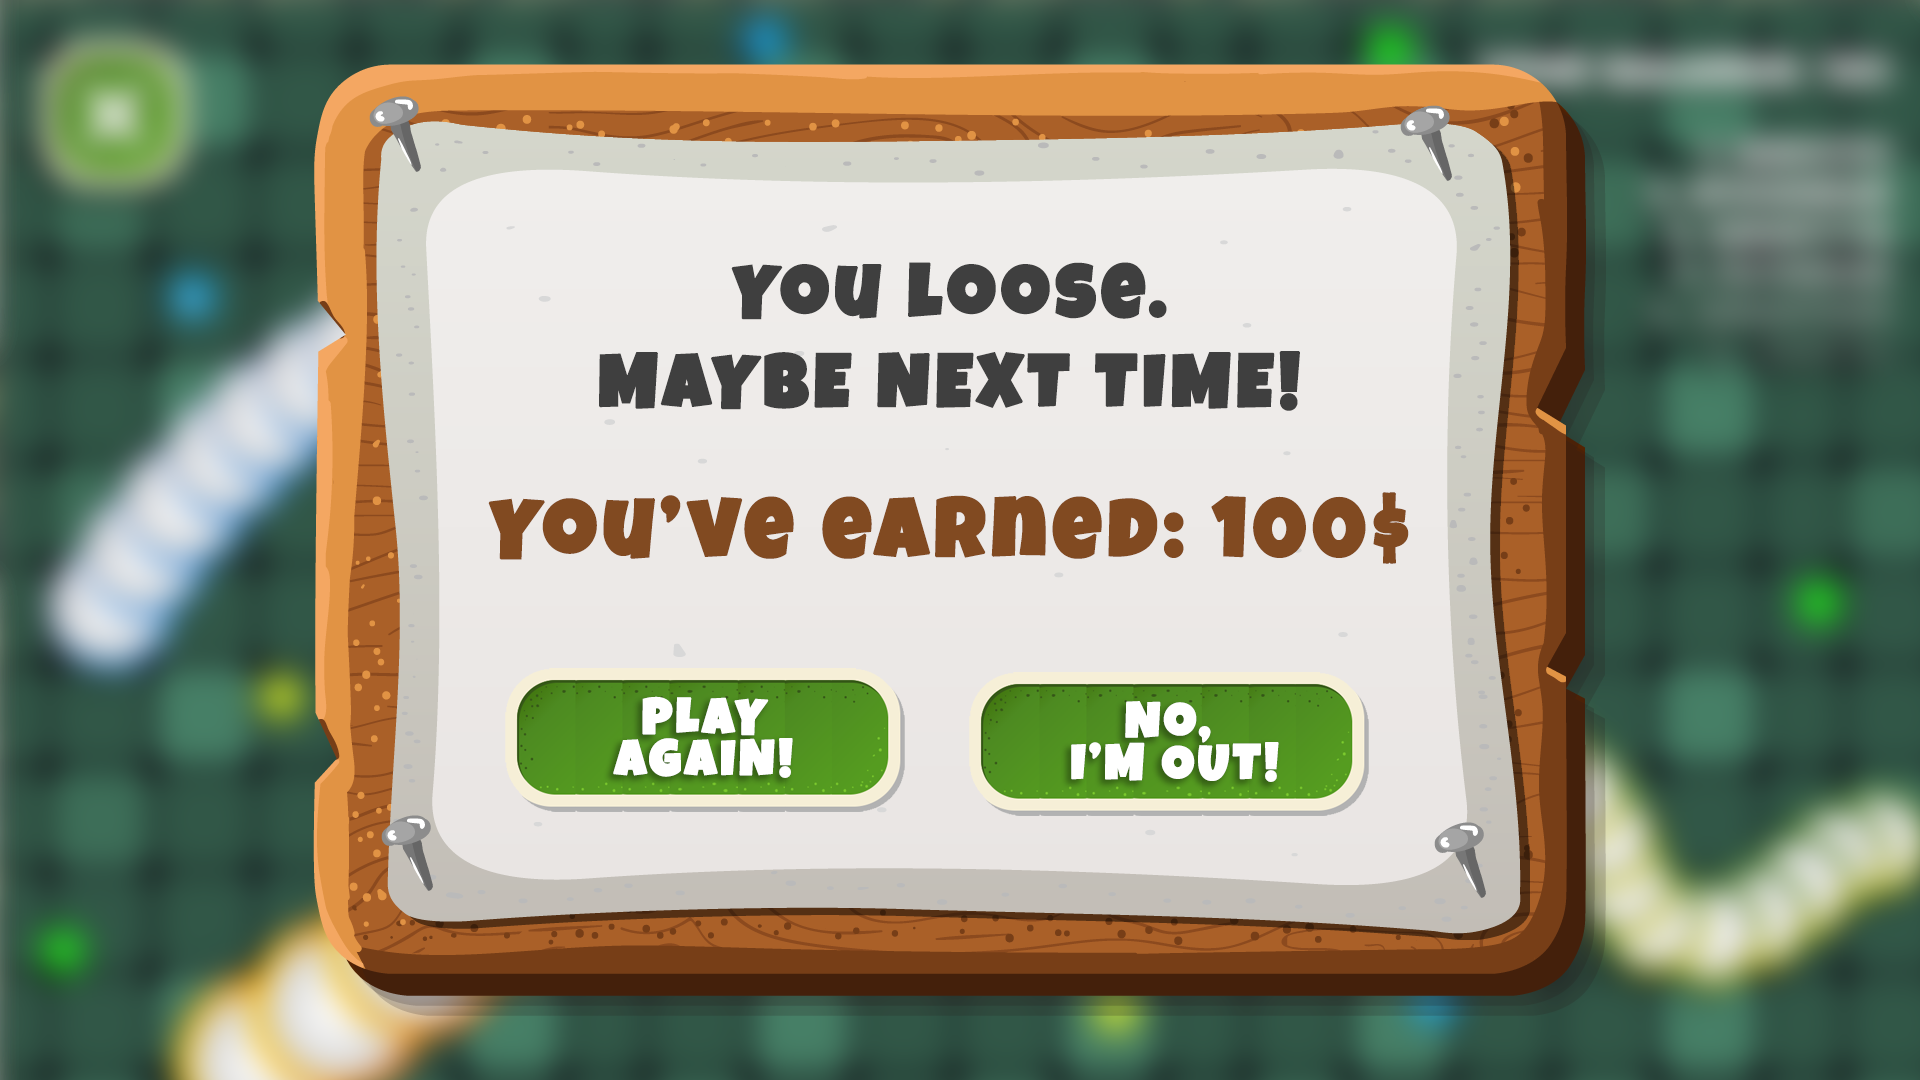 You Loose.
MAYBE NEXT TIME!
You've earned: 100$
PLAY
AGAIN!
NO,
I'M OUT!